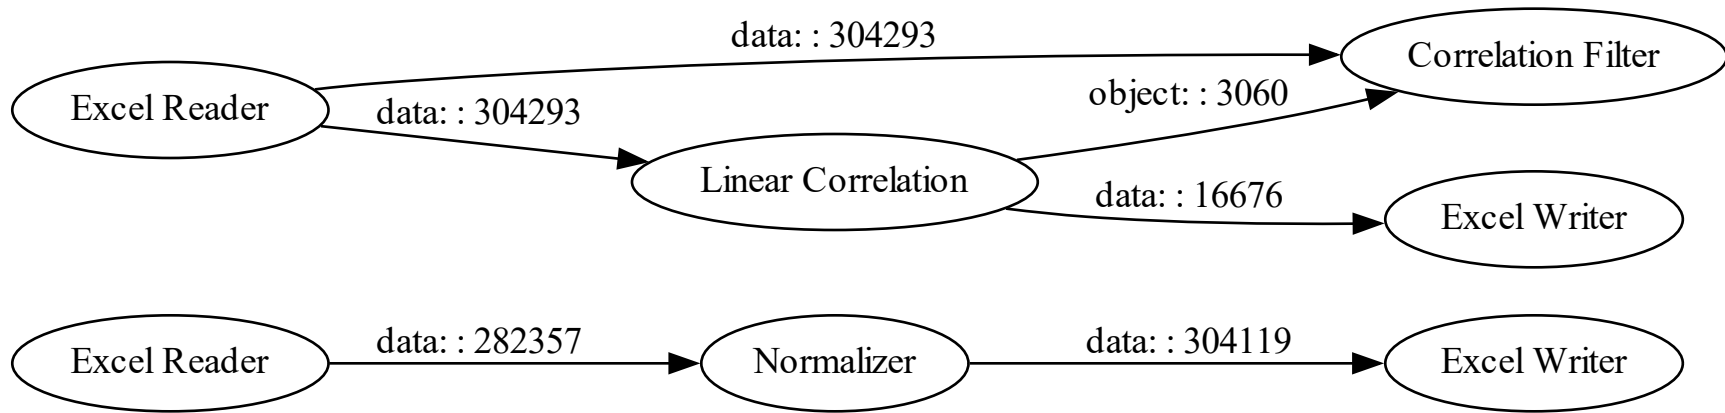 data: : 304293
Correlation Filter
Excel Reader
data: : 304293
object: : 3060
Linear Correlation
data: : 16676
Excel Writer
Excel Reader
data: : 282357
Normalizer
data: : 304119
Excel Writer